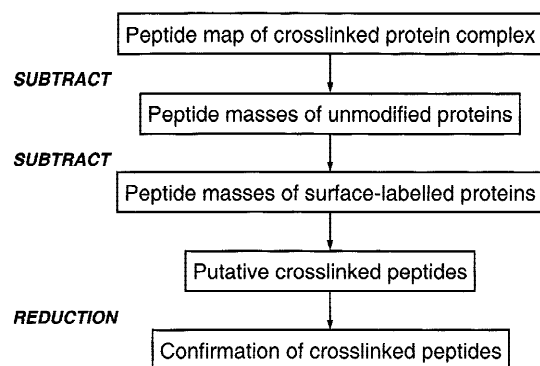 Peptide map of crosslinked protein complex
SUBTRACT
Peptide masses of unmodified proteins
SUBTRACT
Peptide masses of surface-labelled proteins
Putative crosslinked peptides
REDUCTION
Confirmation of crosslinked peptides